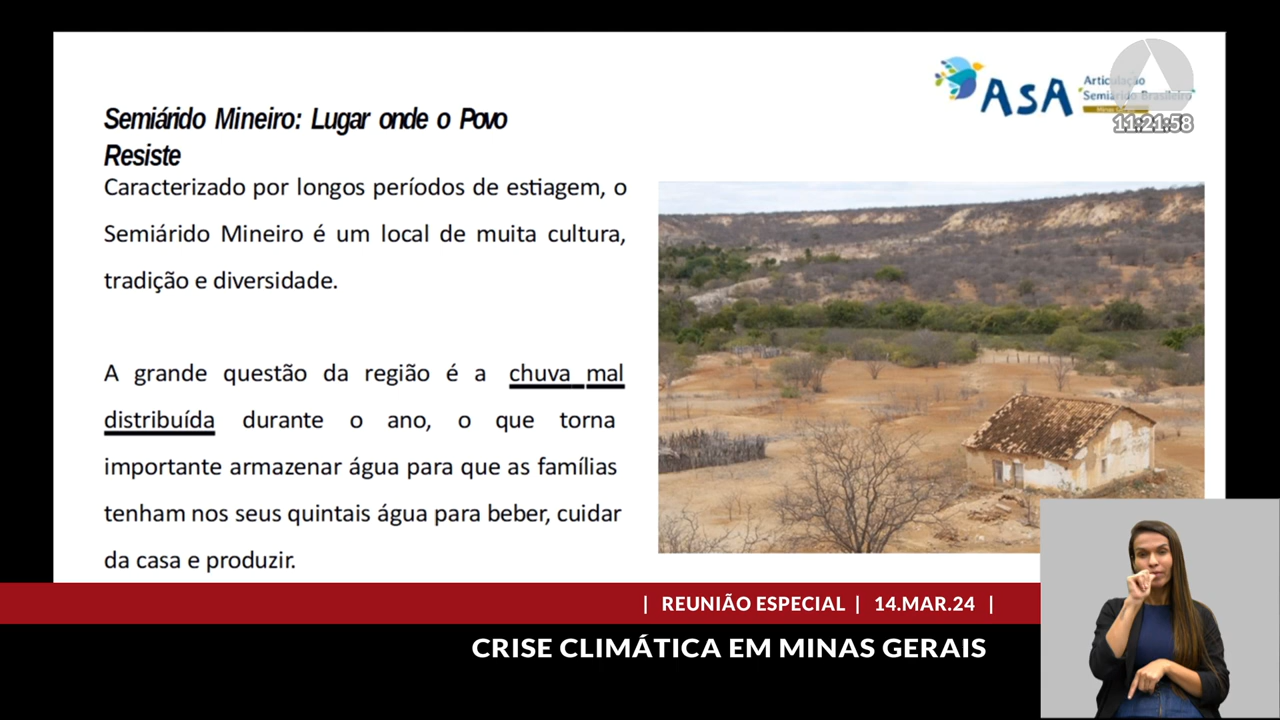 Semiárido Mineiro: Lugar onde o Povo
Resiste
Caracterizado por longos períodos de estiagem, o
Semiárido Mineiro é um local de muita cultura,
tradição e diversidade.
A grande questão da região é a chuva mal
distribuída durante o ano, o que torna
importante armazenar água para que as famílias
tenham nos seus quintais água para beber, cuidar
da casa e produzir.
ASA
Articulação
Semiárido Brasileiro
11:21:58
| REUNIÃO ESPECIAL | 14.MAR.24 |
CRISE CLIMÁTICA EM MINAS GERAIS